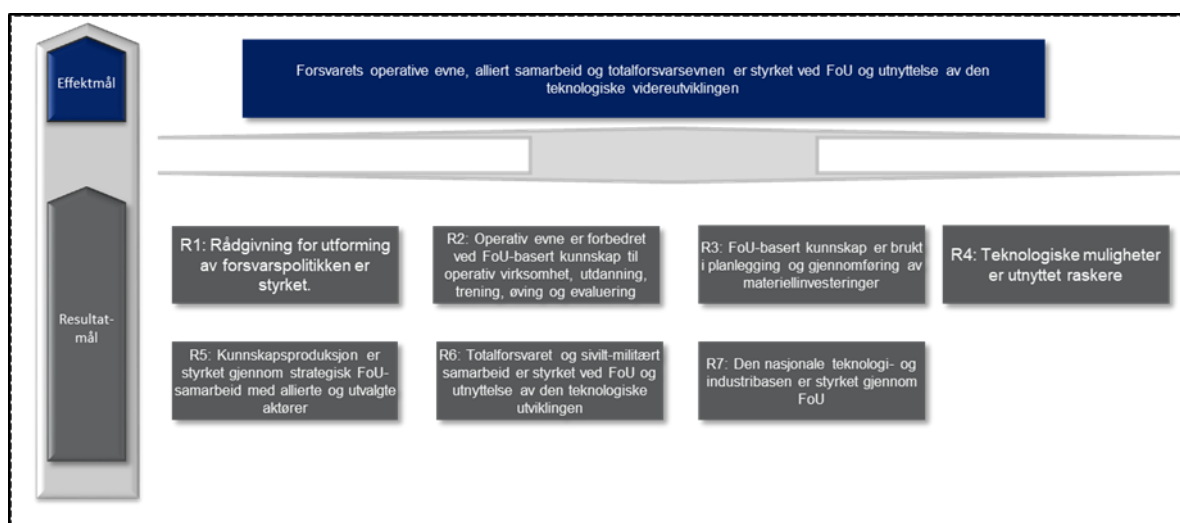 Effektmål
Forsvarets operative evne, alliert samarbeid og totalforsvarsevnen er styrket ved FoU og utnyttelse av den
teknologiske videreutviklingen
Resultat-
mål
R1: Rådgivning for utforming
av forsvarspolitikken er
styrket.
R2: Operativ evne er forbedret
ved FoU-basert kunnskap til
operativ virksomhet, utdanning,
trening, øving og evaluering
R3: FoU-basert kunnskap er brukt
i planlegging og gjennomføring av
materiellinvesteringer
R4: Teknologiske muligheter
er utnyttet raskere
R5: Kunnskapsproduksjon er
styrket gjennom strategisk FoU-
samarbeid med allierte og utvalgte
aktører
R6: Totalforsvaret og sivilt-militært
samarbeid er styrket ved FoU og
utnyttelse av den teknologiske
utviklingen
R7: Den nasjonale teknologi- og
industribasen er styrket gjennom
FoU